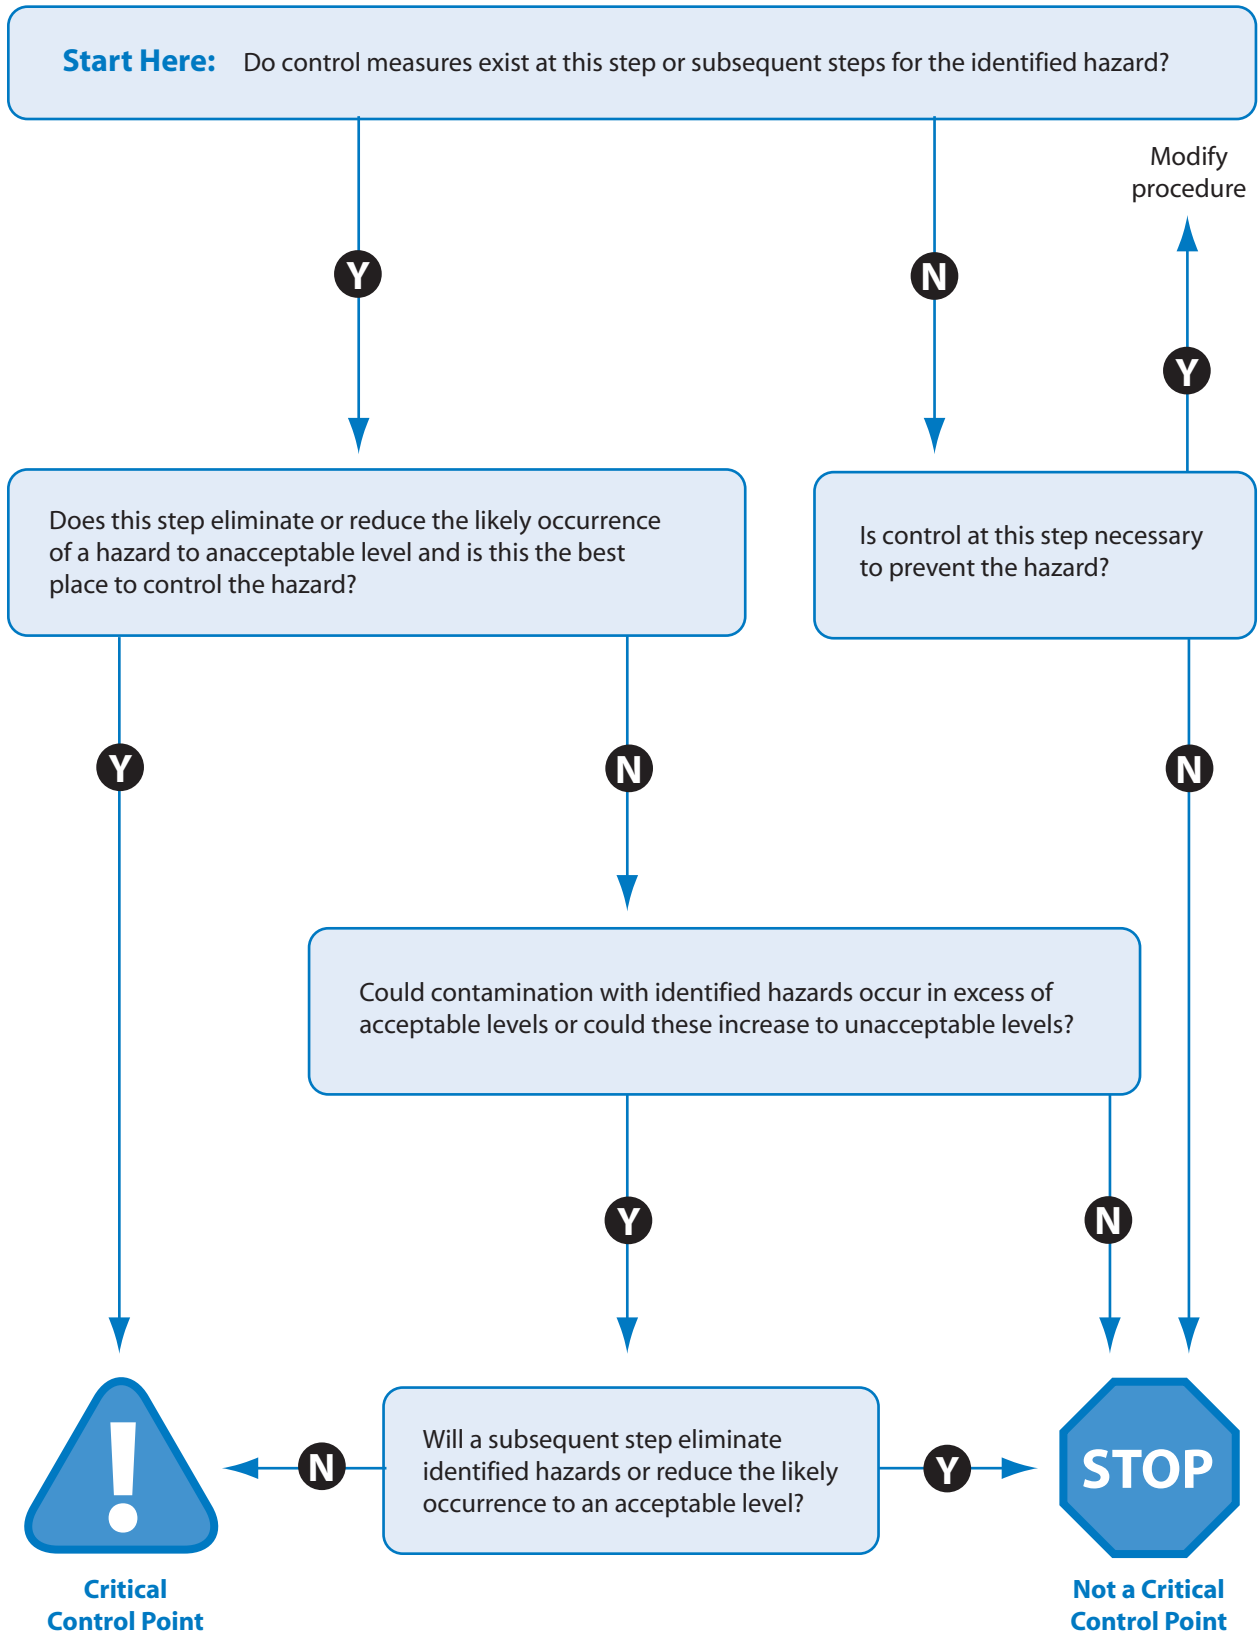 Start Here: Do control measures exist at this step or subsequent steps for the identified hazard?
Modify
procedure
Y
N
Y
Does this step eliminate or reduce the likely occurrence
of a hazard to anacceptable level and is this the best
place to control the hazard?
Is control at this step necessary
to prevent the hazard?
Y
N
N
Could contamination with identified hazards occur in excess of
acceptable levels or could these increase to unacceptable levels?
Y
N
!
N
Will a subsequent step eliminate
identified hazards or reduce the likely
occurrence to an acceptable level?
Y
STOP
Critical
Control Point
Not a Critical
Control Point